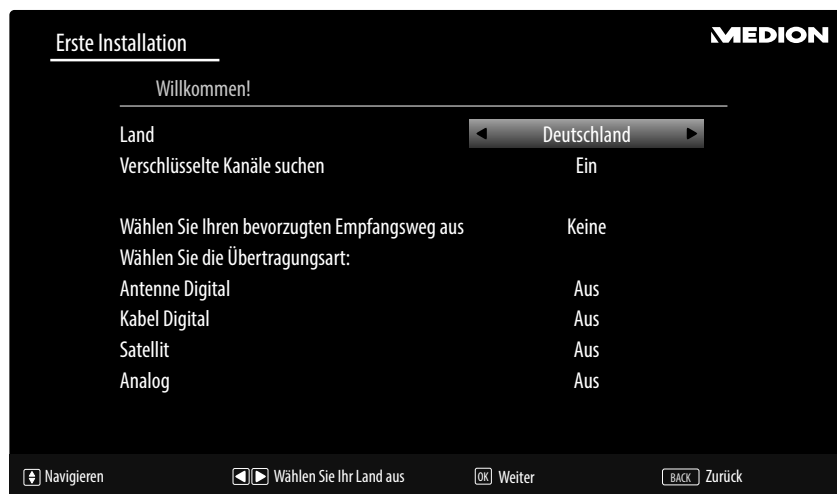 Erste Installation
MEDION
Willkommen!
Land Deutschland
Verschlüsselte Kanäle suchen Ein
Wählen Sie Ihren bevorzugten Empfangsweg aus Keine
Wählen Sie die Übertragungsart:
Antenne Digital Aus
Kabel Digital Aus
Satellit Aus
Analog Aus
Navigieren Wählen Sie Ihr Land aus OK Weiter BACK Zurück